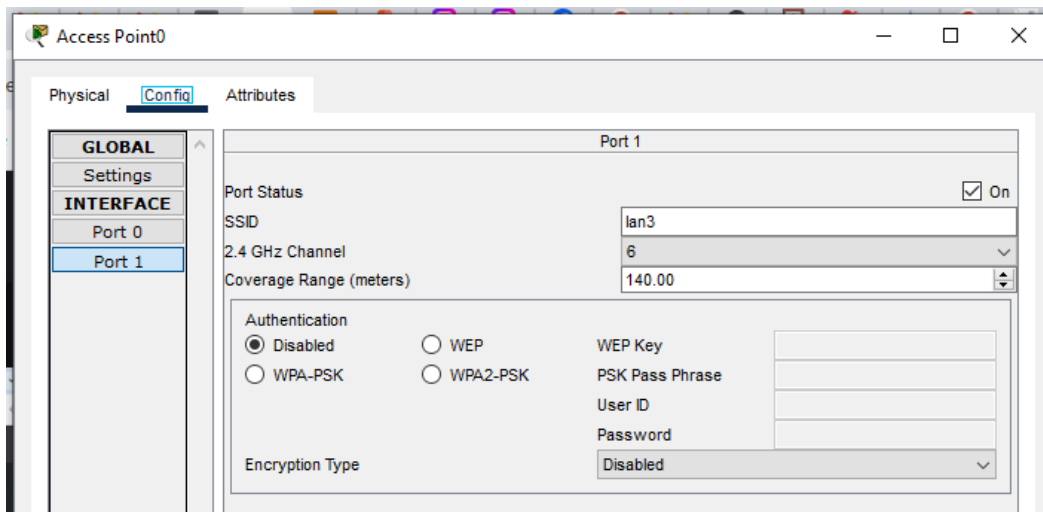 Access Point0
Physical Config Attributes
GLOBAL
Settings
INTERFACE
Port 0
Port 1
Port 1
Port Status On
SSID lan3
2.4 GHz Channel 6
Coverage Range (meters) 140.00
Authentication
Disabled WEP WEP Key
WPA-PSK WPA2-PSK PSK Pass Phrase
User ID
Password
Encryption Type Disabled